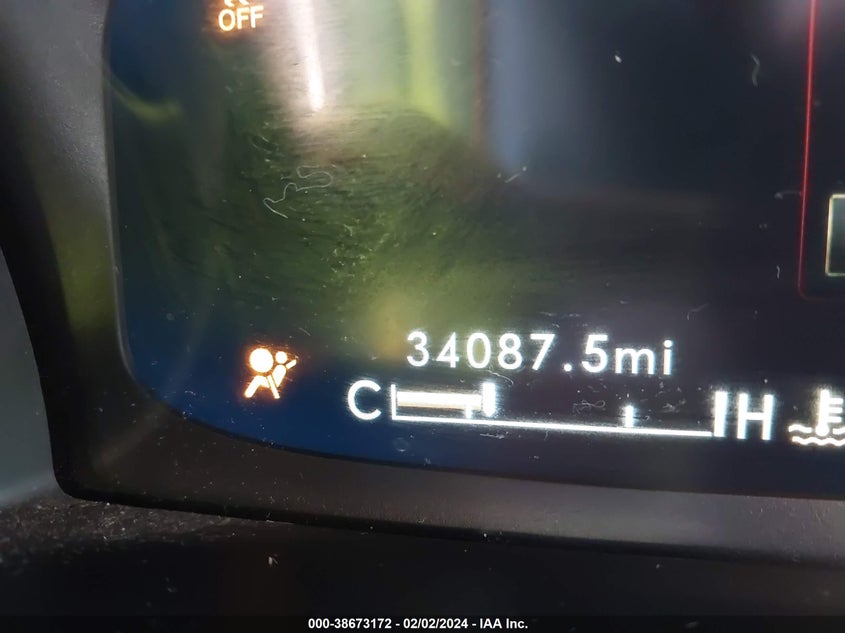 OFF
34087.5mi
C H
000-38673172 - 02/02/2024 - IAA Inc.